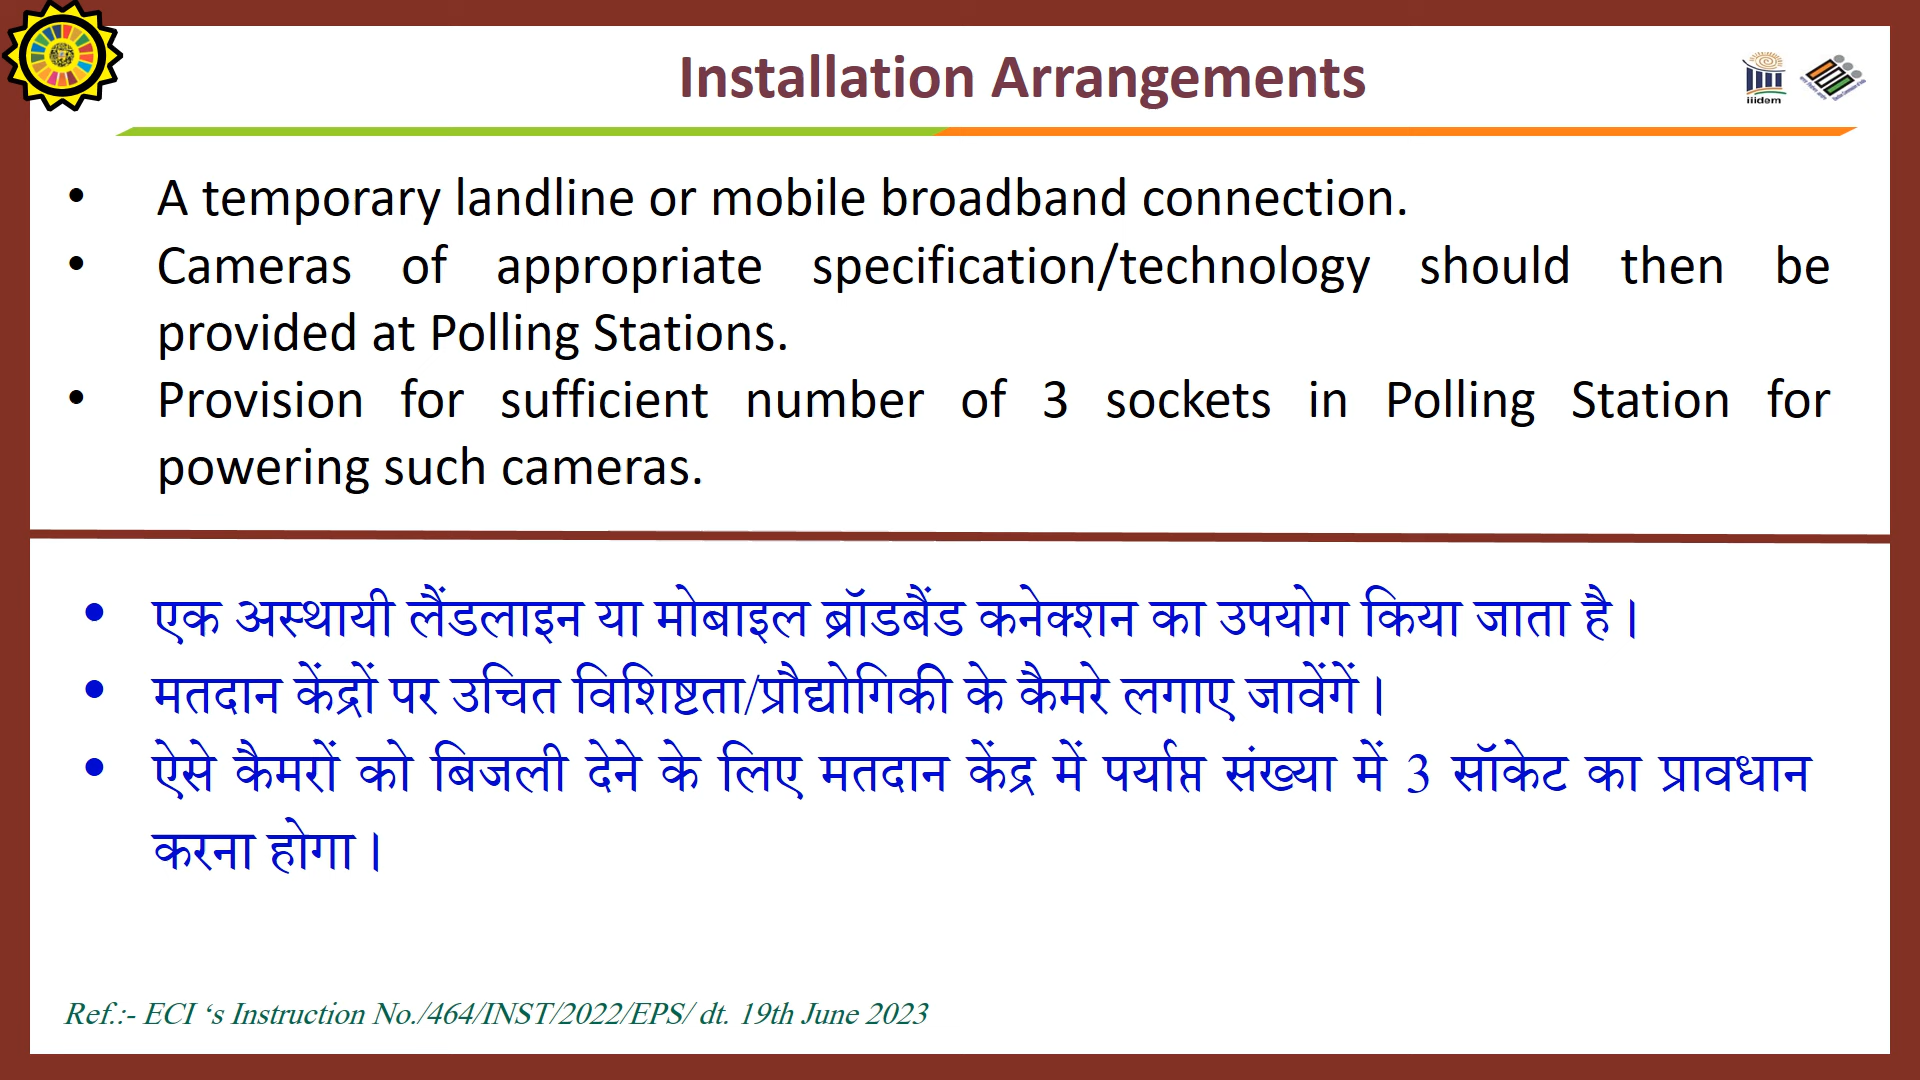 Installation Arrangements
iiidem
• A temporary landline or mobile broadband connection.
• Cameras of appropriate specification/technology should then be
provided at Polling Stations.
• Provision for sufficient number of 3 sockets in Polling Station for
powering such cameras.
• एक अस्थायी लैंडलाइन या मोबाइल ब्रॉडबैंड कनेक्शन का उपयोग किया जाता है।
• मतदान केंद्रों पर उचित विशिष्टता/प्रौद्योगिकी के कैमरे लगाए जावेंगें।
• ऐसे कैमरों को बिजली देने के लिए मतदान केंद्र में पर्याप्त संख्या में 3 सॉकेट का प्रावधान
करना होगा।
Ref.:- ECI ‘s Instruction No./464/INST/2022/EPS/ dt. 19th June 2023